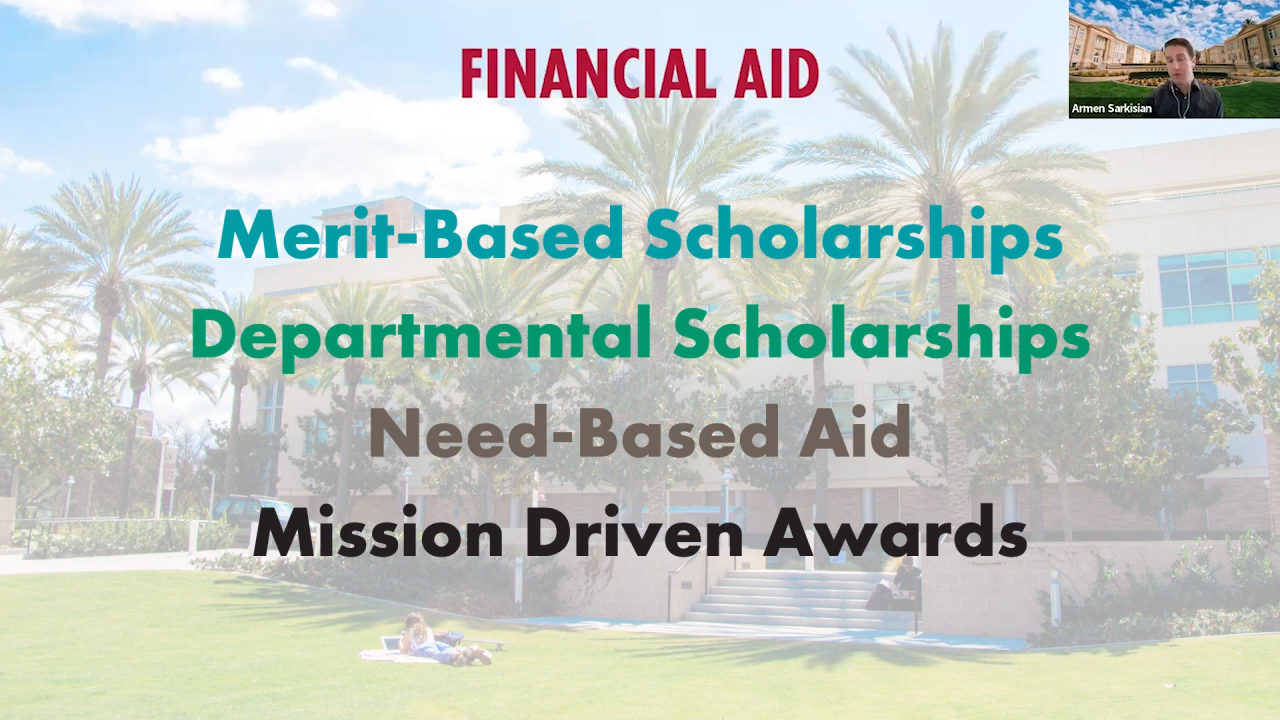 FINANCIAL AID
Armen Sarkisian
Merit-Based Scholarships
Departmental Scholarships
Need-Based Aid
Mission Driven Awards